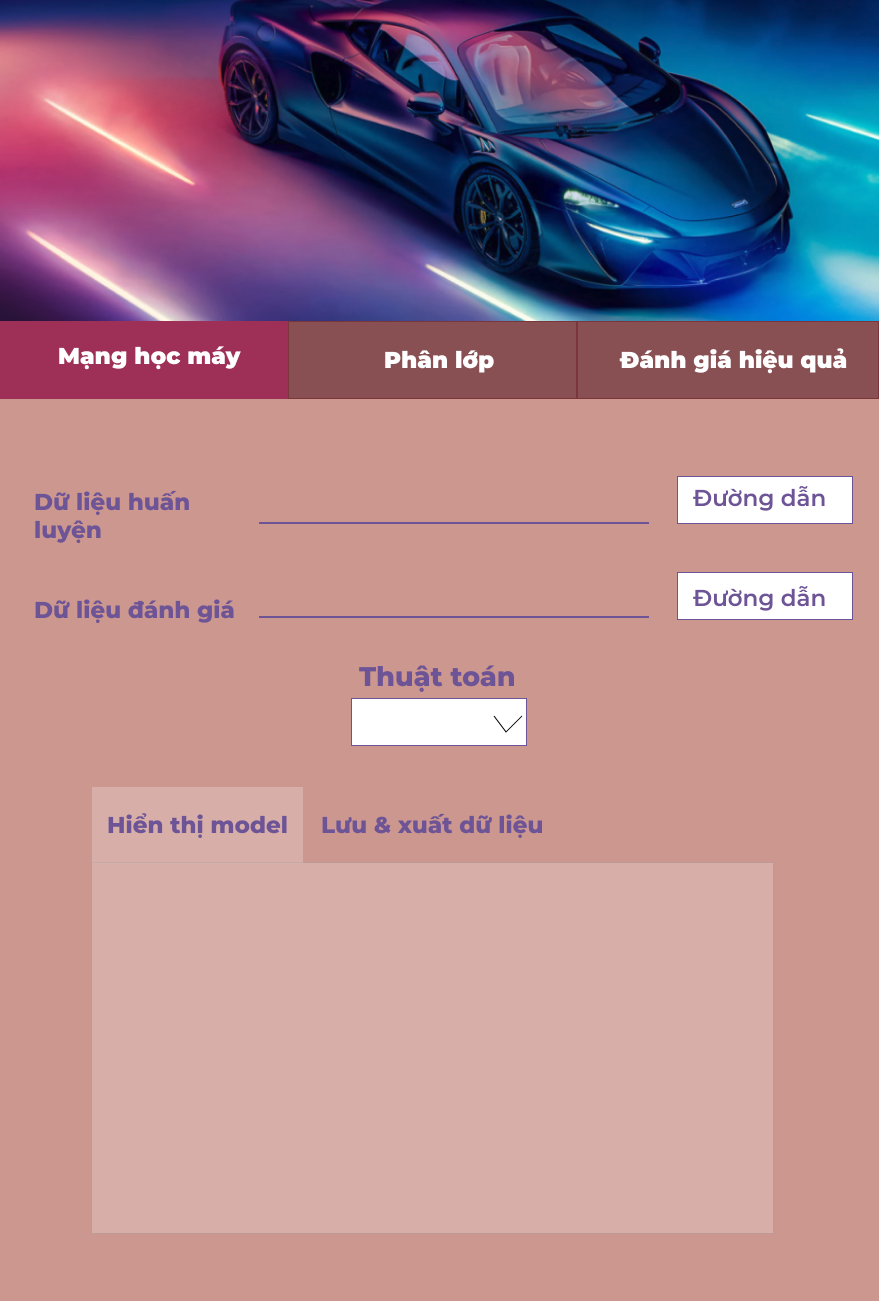 Mạng học máy
Phân lớp
Đánh giá hiệu quả
Dữ liệu huấn
luyện
Đường dẫn
Dữ liệu đánh giá
Đường dẫn
Thuật toán
Hiển thị model
Lưu & xuất dữ liệu